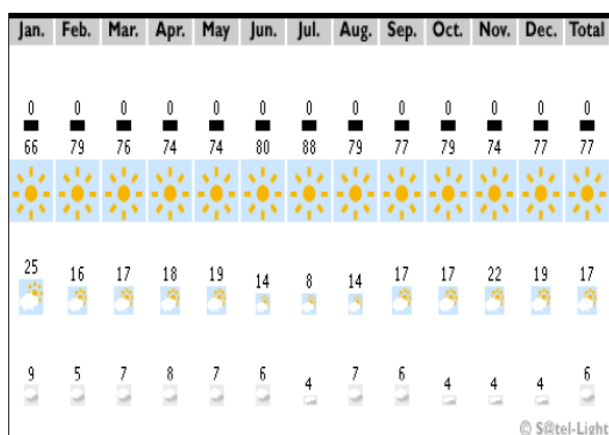 Jan. Feb. Mar. Apr. May Jun. Jul. Aug. Sep. Oct. Nov. Dec. Total
0 0 0 0 0 0 0 0 0 0 0 0 0
66 79 76 74 74 80 88 79 77 79 74 77 77
25 16 17 18 19 14 8 14 17 17 22 19 17
9 5 7 8 7 6 4 7 6 4 4 4 6
© S@tel-Light